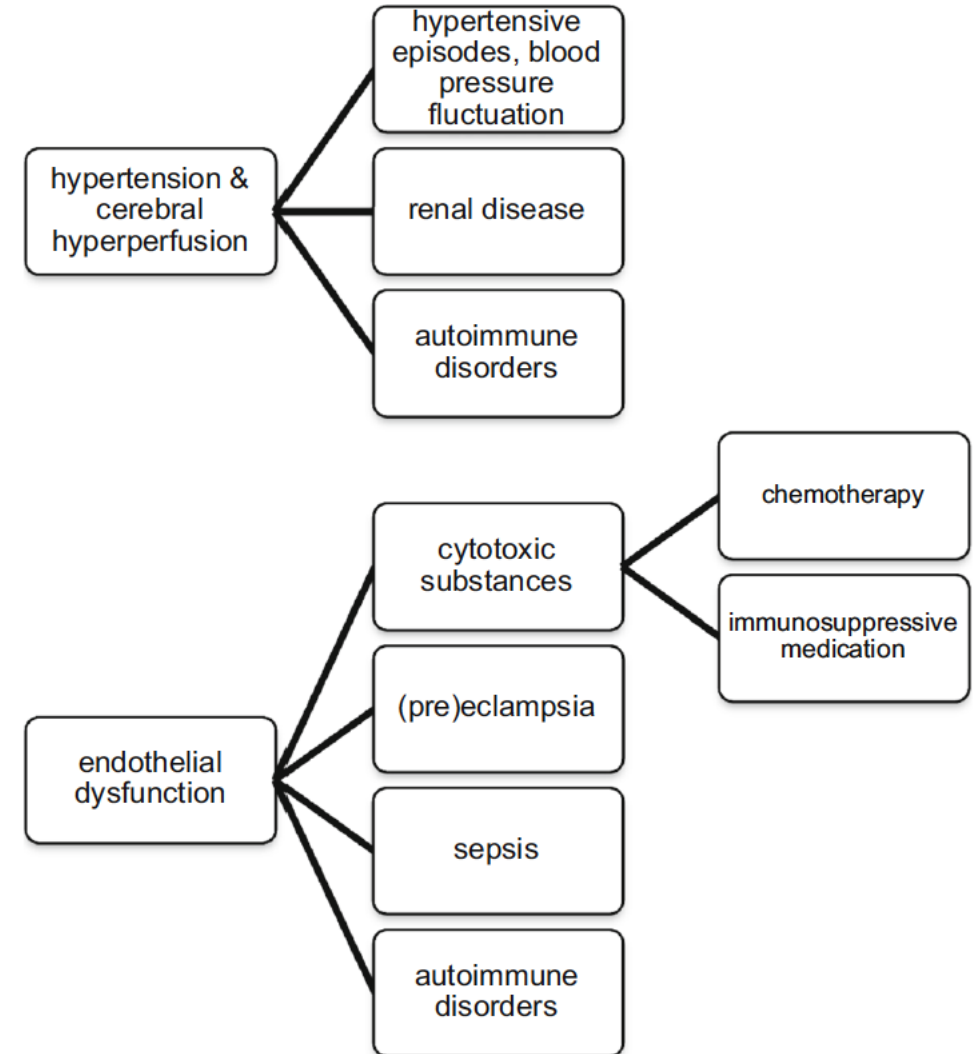 hypertension &
cerebral
hyperperfusion
hypertensive
episodes, blood
pressure
fluctuation
renal disease
autoimmune
disorders
endothelial
dysfunction
cytotoxic
substances
chemotherapy
immunosuppressive
medication
(pre)eclampsia
sepsis
autoimmune
disorders